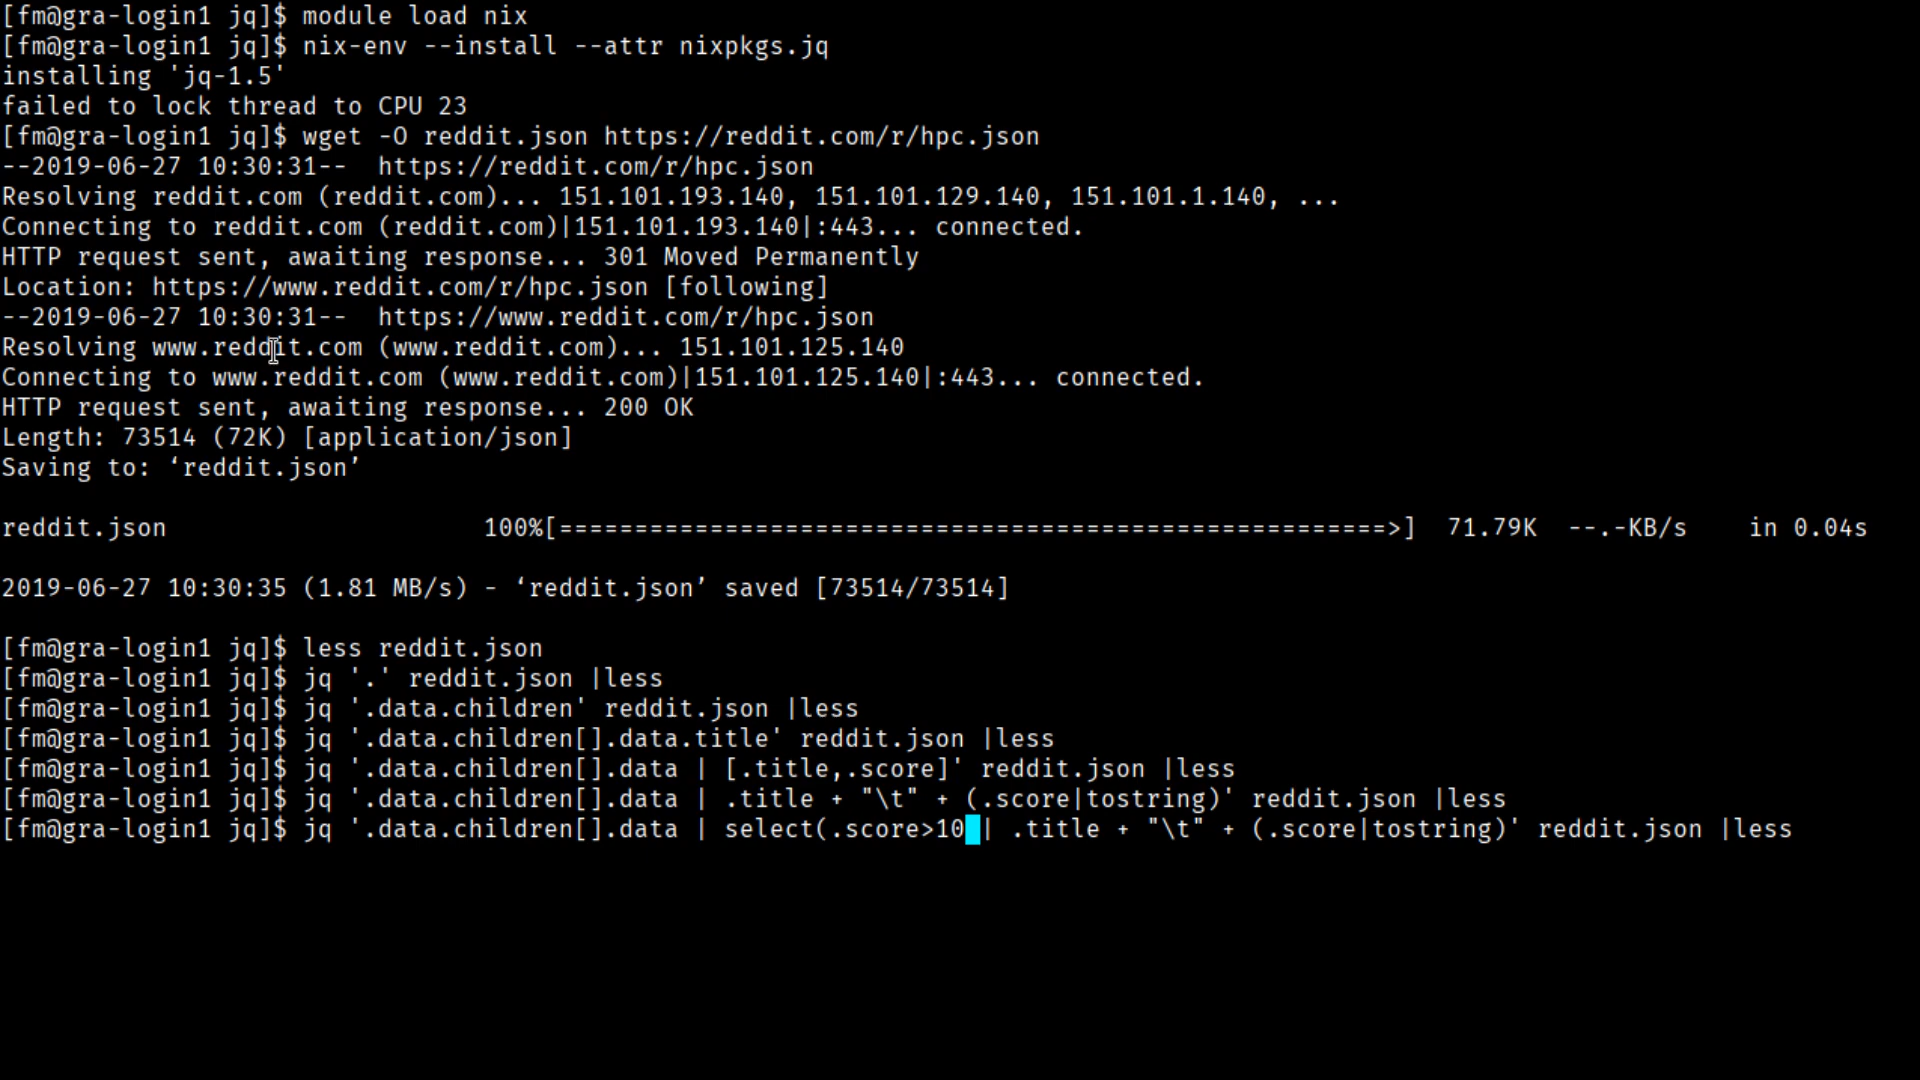 [fm@gra-login1 jq]$ module load nix
[fm@gra-login1 jq]$ nix-env --install --attr nixpkgs.jq
installing 'jq-1.5'
failed to lock thread to CPU 23
[fm@gra-login1 jq]$ wget -O reddit.json https://reddit.com/r/hpc.json
--2019-06-27 10:30:31--  https://reddit.com/r/hpc.json
Resolving reddit.com (reddit.com)... 151.101.193.140, 151.101.129.140, 151.101.1.140, ...
Connecting to reddit.com (reddit.com)|151.101.193.140|:443... connected.
HTTP request sent, awaiting response... 301 Moved Permanently
Location: https://www.reddit.com/r/hpc.json [following]
--2019-06-27 10:30:31--  https://www.reddit.com/r/hpc.json
Resolving www.reddit.com (www.reddit.com)... 151.101.125.140
Connecting to www.reddit.com (www.reddit.com)|151.101.125.140|:443... connected.
HTTP request sent, awaiting response... 200 OK
Length: 73514 (72K) [application/json]
Saving to: ‘reddit.json’
reddit.json                     100%[=======================================================>]  71.79K  --.-KB/s    in 0.04s
2019-06-27 10:30:35 (1.81 MB/s) - ‘reddit.json’ saved [73514/73514]
[fm@gra-login1 jq]$ less reddit.json
[fm@gra-login1 jq]$ jq '.' reddit.json |less
[fm@gra-login1 jq]$ jq '.data.children' reddit.json |less
[fm@gra-login1 jq]$ jq '.data.children[].data.title' reddit.json |less
[fm@gra-login1 jq]$ jq '.data.children[].data | [.title,.score]' reddit.json |less
[fm@gra-login1 jq]$ jq '.data.children[].data | .title + "\t" + (.score|tostring)' reddit.json |less
[fm@gra-login1 jq]$ jq '.data.children[].data | select(.score>10 | .title + "\t" + (.score|tostring)' reddit.json |less